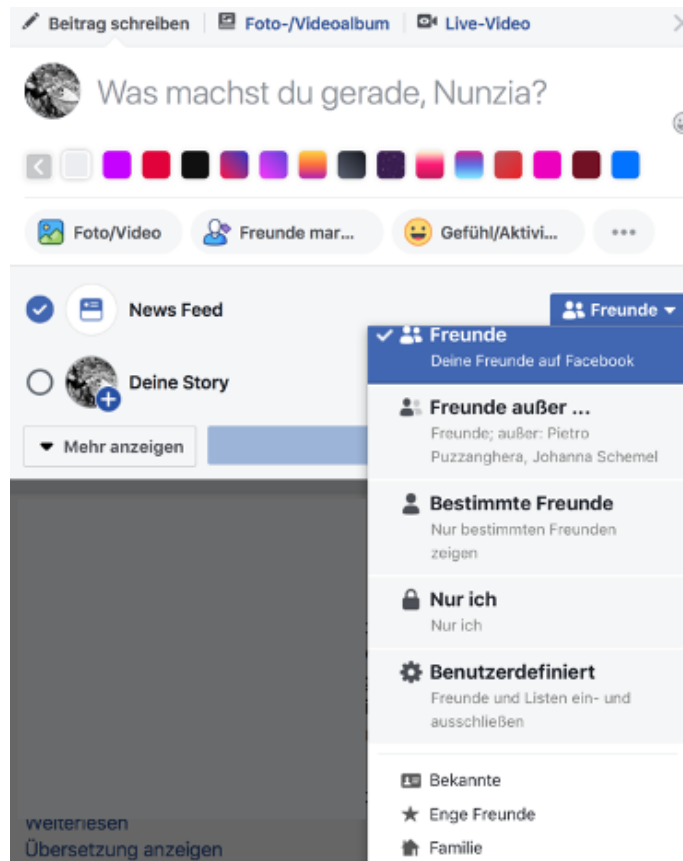 Beitrag schreiben Foto-/Videoalbum Live-Video
Was machst du gerade, Nunzia?
Foto/Video Freunde mar... Gefühl/Aktivi...
News Feed Freunde
Freunde
Deine Freunde auf Facebook
Deine Story
Freunde außer ...
Freunde; außer: Pietro
Puzzanghera, Johanna Schemel
Mehr anzeigen
Bestimmte Freunde
Nur bestimmten Freunden
zeigen
Nur ich
Nur ich
Benutzerdefiniert
Freunde und Listen ein- und
ausschließen
Bekannte
Enge Freunde
Familie
Weiterlesen
Übersetzung anzeigen